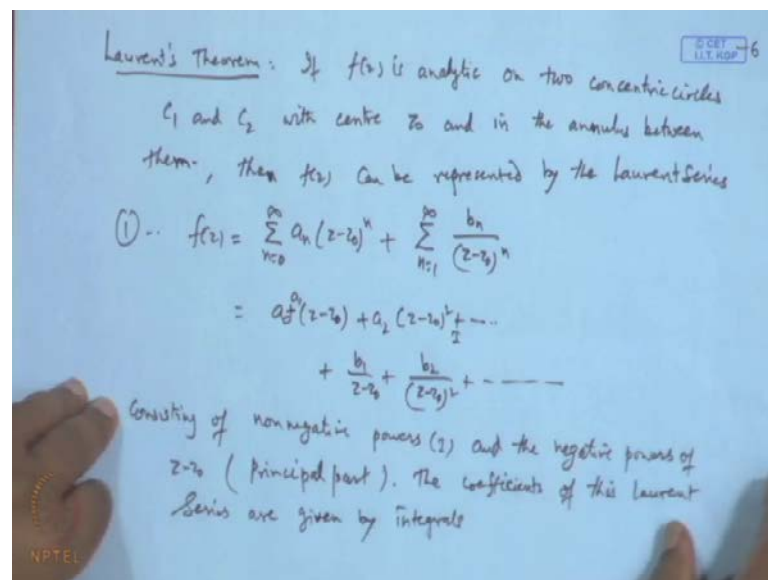 Laurent's Theorem: If f(z) is analytic on two concentric circles
© CET
I.I.T. KGP
-6
C₁ and C₂ with centre z₀ and in the annulus between
them, then f(z) can be represented by the Laurent Series
① .. f(z) = ∑_{n=0}^{∞} aₙ (z-z₀)ⁿ + ∑_{n=1}^{∞} bₙ/(z-z₀)ⁿ
= a₀ + a₁(z-z₀) + a₂ (z-z₀)² + ....
+ b₁/(z-z₀) + b₂/(z-z₀)² + - - - - -
Consisting of nonnegative powers (I) and the negative powers of
z-z₀ (Principal part). The coefficients of this Laurent
Series are given by integrals
NPTEL